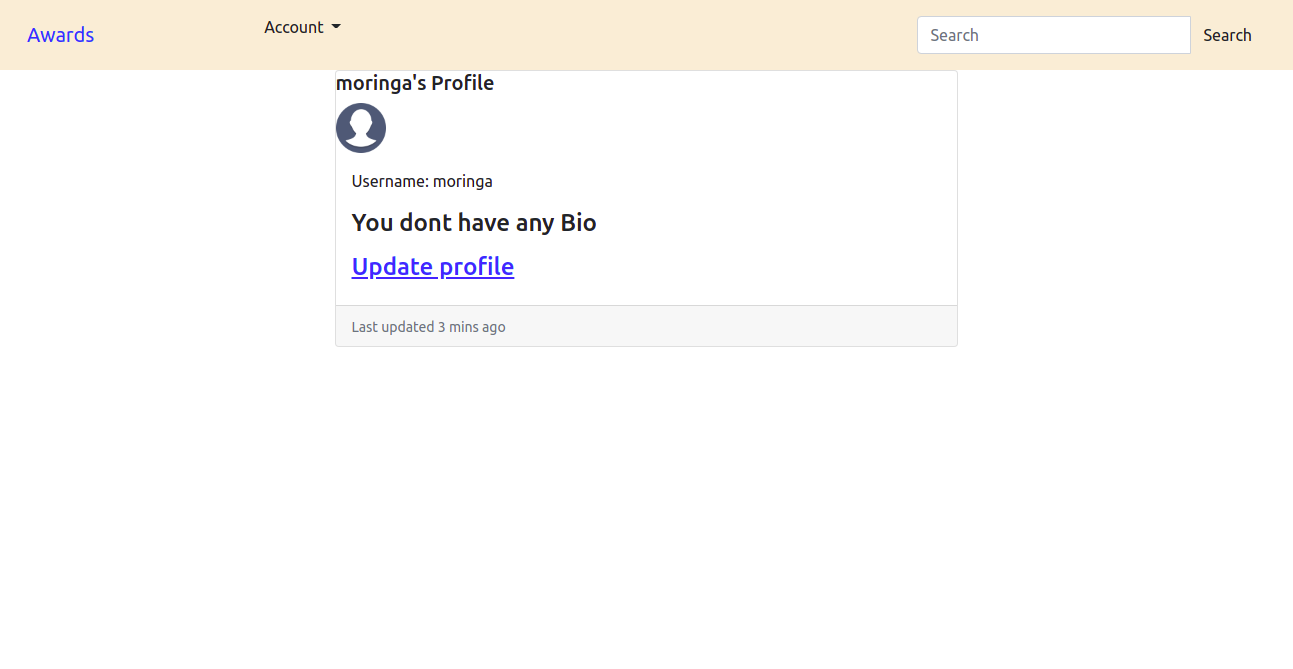 Awards
Account
Search
Search
moringa's Profile
Username: moringa
You dont have any Bio
Update profile
Last updated 3 mins ago